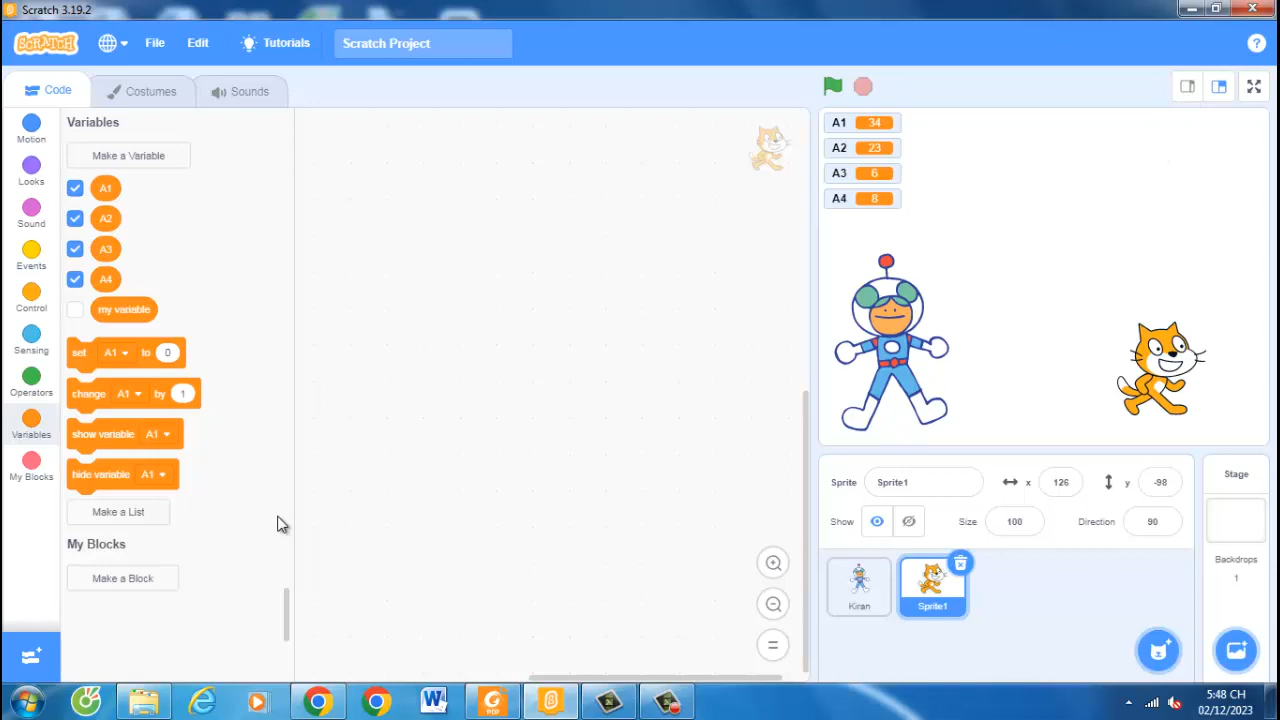 Scratch 3.19.2
SCRATCH
File
Edit
Tutorials
Scratch Project
?
Code
Costumes
Sounds
Motion
Looks
Sound
Events
Control
Sensing
Operators
Variables
My Blocks
Variables
Make a Variable
A1
A2
A3
A4
my variable
set A1 to 0
change A1 by 1
show variable A1
hide variable A1
Make a List
My Blocks
Make a Block
A1 34
A2 23
A3 6
A4 8
Sprite Sprite1 x 126 y -98
Show Size 100 Direction 90
Kiran
Sprite1
Stage
Backdrops
1
PDF
5:48 CH
02/12/2023